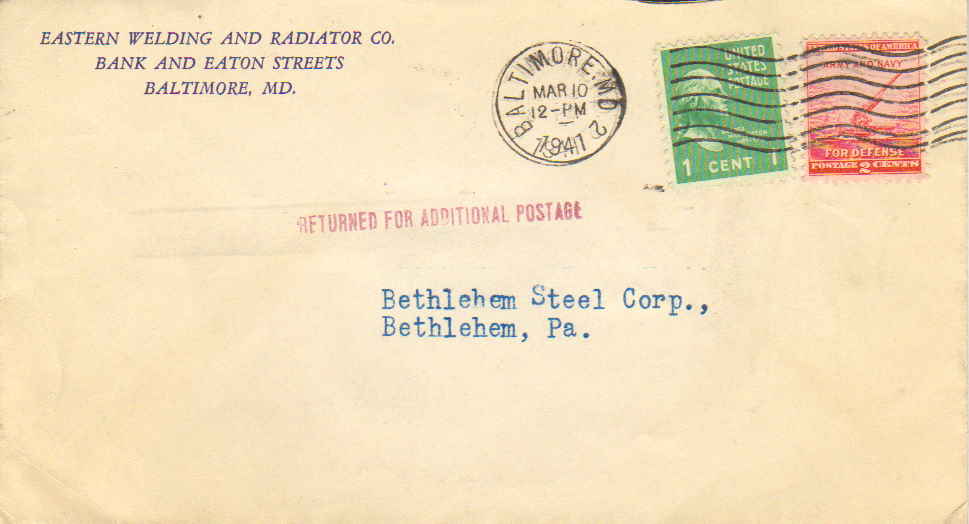 EASTERN WELDING AND RADIATOR CO.
BANK AND EATON STREETS
BALTIMORE, MD.
BALTIMORE, MD
MAR 10
12-PM
1941
2
UNITED
STATES
POSTAGE
1 CENT 1
UNITED STATES OF AMERICA
ARMY AND NAVY
FOR DEFENSE
POSTAGE 2 CENTS
RETURNED FOR ADDITIONAL POSTAGE
Bethlehem Steel Corp.,
Bethlehem, Pa.